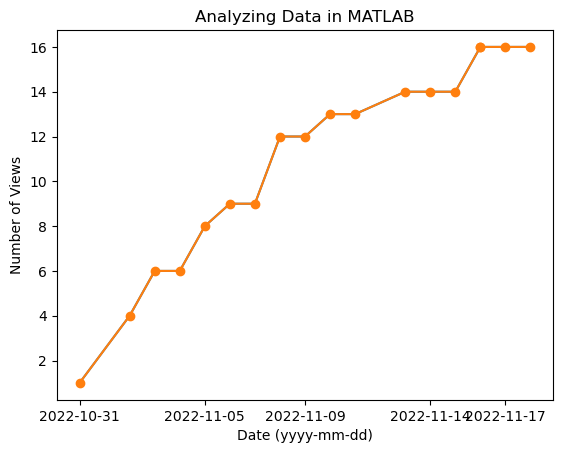 Analyzing Data in MATLAB
16
14
12
10
8
6
4
2
Number of Views
2022-10-31 2022-11-05 2022-11-09 2022-11-14 2022-11-17
Date (yyyy-mm-dd)